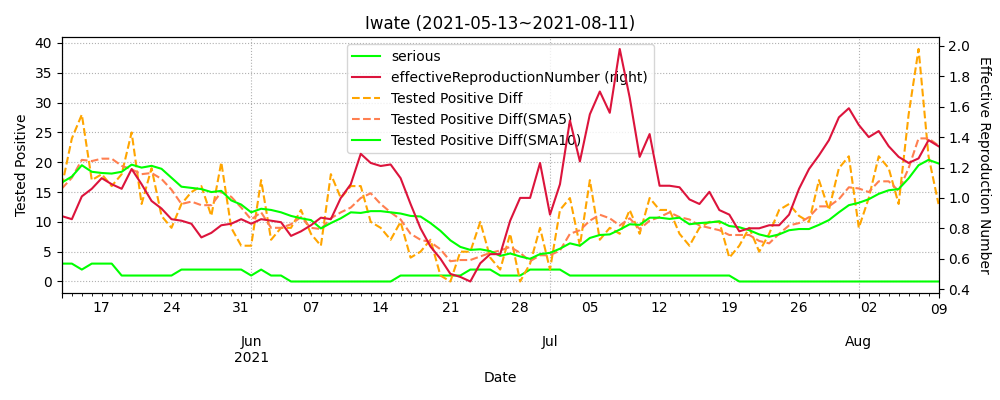 Iwate (2021-05-13~2021-08-11)
serious
effectiveReproductionNumber (right)
Tested Positive Diff
Tested Positive Diff(SMA5)
Tested Positive Diff(SMA10)
Tested Positive
40
35
30
25
20
15
10
5
0
Effective Reproduction Number
2.0
1.8
1.6
1.4
1.2
1.0
0.8
0.6
0.4
17 24 31 07 14 21 28 05 12 19 26 02 09
Jun Jul Aug
2021
Date